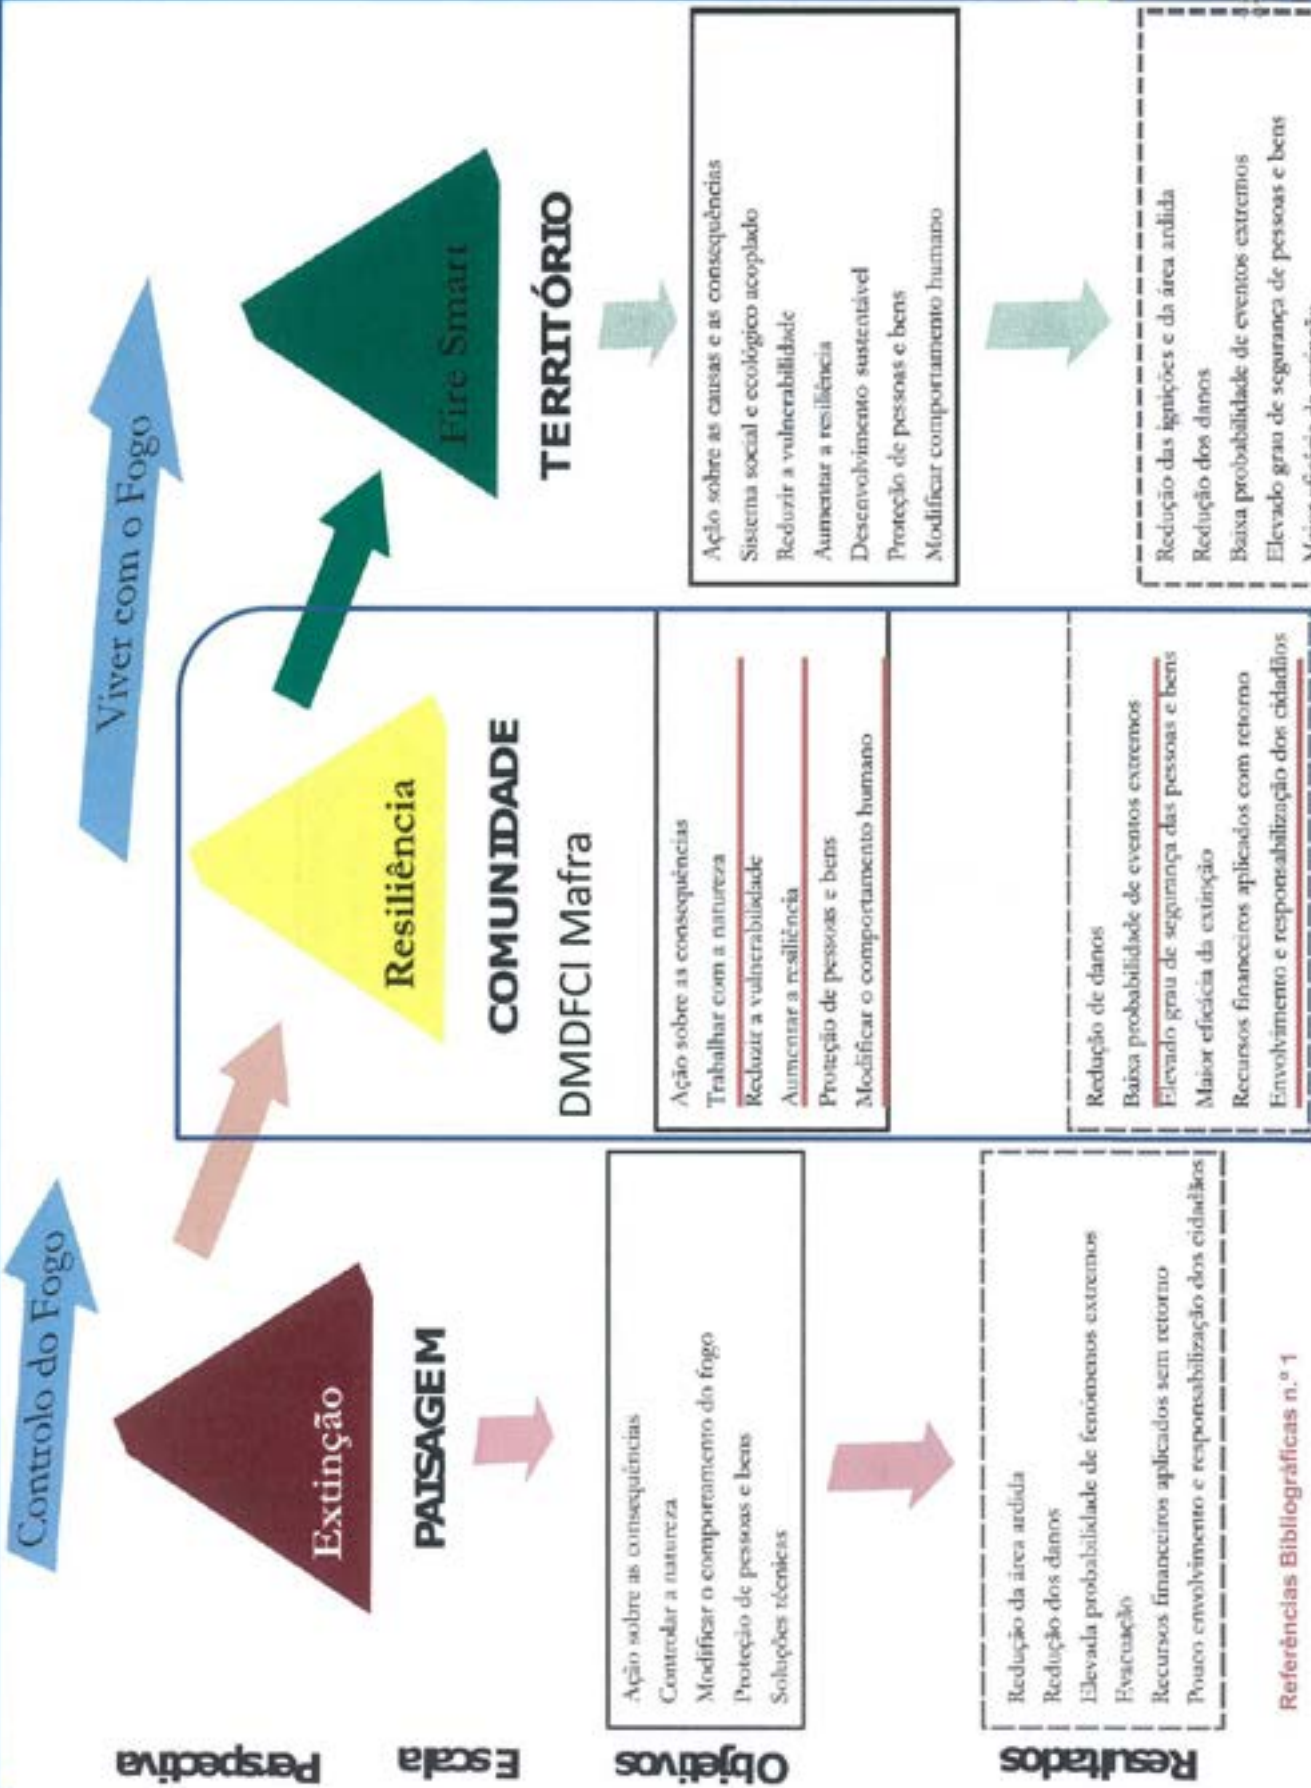 Controlo do Fogo
Viver com o Fogo
Perspectiva
Extinção
Resiliência
Fire Smart
Escala
PAISAGEM
COMUNIDADE
DMDFCI Mafra
TERRITÓRIO
Objetivos
Ação sobre as consequências
Controlar a natureza
Modificar o comportamento do fogo
Proteção de pessoas e bens
Soluções técnicas
Ação sobre as consequências
Trabalhar com a natureza
Reduzir a vulnerabilidade
Aumentar a resiliência
Proteção de pessoas e bens
Modificar o comportamento humano
Ação sobre as causas e as consequências
Sistema social e ecológico acoplado
Reduzir a vulnerabilidade
Aumentar a resiliência
Desenvolvimento sustentável
Proteção de pessoas e bens
Modificar comportamento humano
Resultados
Redução da área ardida
Redução dos danos
Elevada probabilidade de fenómenos extremos
Evacuação
Recursos financeiros aplicados sem retorno
Pouco envolvimento e responsabilização dos cidadãos
Redução de danos
Baixa probabilidade de eventos extremos
Elevado grau de segurança das pessoas e bens
Maior eficácia da extinção
Recursos financeiros aplicados com retorno
Envolvimento e responsabilização dos cidadãos
Redução das ignições e da área ardida
Redução dos danos
Baixa probabilidade de eventos extremos
Elevado grau de segurança de pessoas e bens
Referências Bibliográficas n.º 1